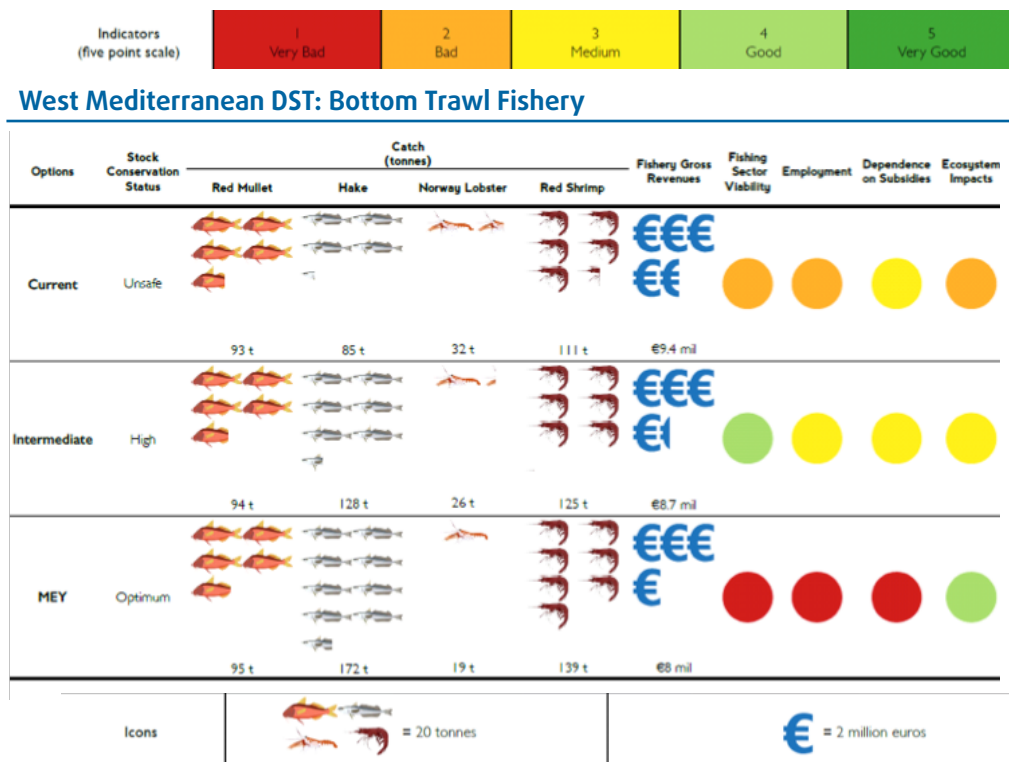 Indicators
(five point scale)
1
Very Bad
2
Bad
3
Medium
4
Good
5
Very Good
West Mediterranean DST: Bottom Trawl Fishery
Options
Stock
Conservation
Status
Catch
(tonnes)
Red Mullet
Hake
Norway Lobster
Red Shrimp
Fishery Gross
Revenues
Fishing
Sector
Viability
Employment
Dependence
on Subsidies
Ecosystem
Impacts
Current
Unsafe
93 t
85 t
32 t
111 t
€9.4 mil
Intermediate
High
94 t
128 t
26 t
125 t
€8.7 mil
MEY
Optimum
95 t
172 t
19 t
139 t
€8 mil
Icons
= 20 tonnes
€ = 2 million euros